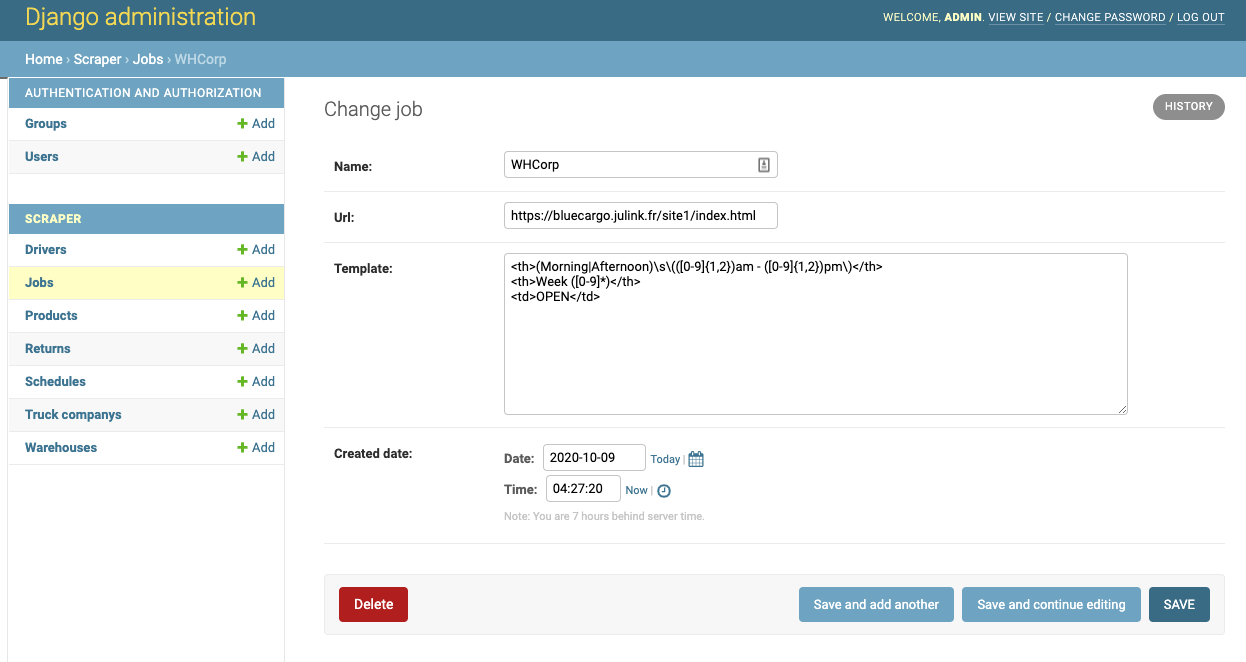 Django administration
WELCOME, ADMIN. VIEW SITE / CHANGE PASSWORD / LOG OUT
Home › Scraper › Jobs › WHCorp
AUTHENTICATION AND AUTHORIZATION
Groups + Add
Users + Add
SCRAPER
Drivers + Add
Jobs + Add
Products + Add
Returns + Add
Schedules + Add
Truck companys + Add
Warehouses + Add
Change job
HISTORY
Name: WHCorp
Url: https://bluecargo.julink.fr/site1/index.html
Template: <th>(Morning|Afternoon)\s\(([0-9]{1,2})am - ([0-9]{1,2})pm\)</th>
<th>Week ([0-9]*)</th>
<td>OPEN</td>
Created date:
Date: 2020-10-09 Today |
Time: 04:27:20 Now |
Note: You are 7 hours behind server time.
Delete
Save and add another
Save and continue editing
SAVE